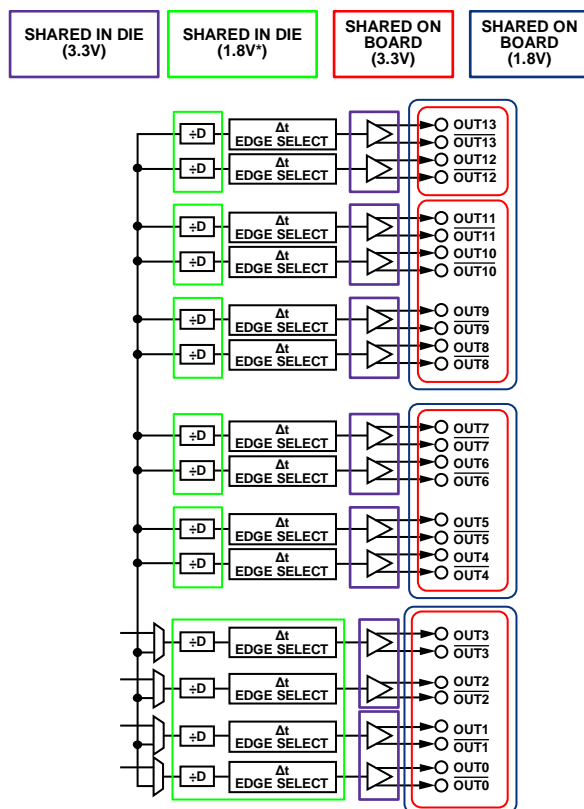 SHARED IN DIE
(3.3V)
SHARED IN DIE
(1.8V*)
SHARED ON
BOARD
(3.3V)
SHARED ON
BOARD
(1.8V)
÷D
Δt
EDGE SELECT
OUT13
OUT13
÷D
Δt
EDGE SELECT
OUT12
OUT12
÷D
Δt
EDGE SELECT
OUT11
OUT11
÷D
Δt
EDGE SELECT
OUT10
OUT10
÷D
Δt
EDGE SELECT
OUT9
OUT9
÷D
Δt
EDGE SELECT
OUT8
OUT8
÷D
Δt
EDGE SELECT
OUT7
OUT7
÷D
Δt
EDGE SELECT
OUT6
OUT6
÷D
Δt
EDGE SELECT
OUT5
OUT5
÷D
Δt
EDGE SELECT
OUT4
OUT4
÷D
Δt
EDGE SELECT
OUT3
OUT3
÷D
Δt
EDGE SELECT
OUT2
OUT2
÷D
Δt
EDGE SELECT
OUT1
OUT1
÷D
Δt
EDGE SELECT
OUT0
OUT0